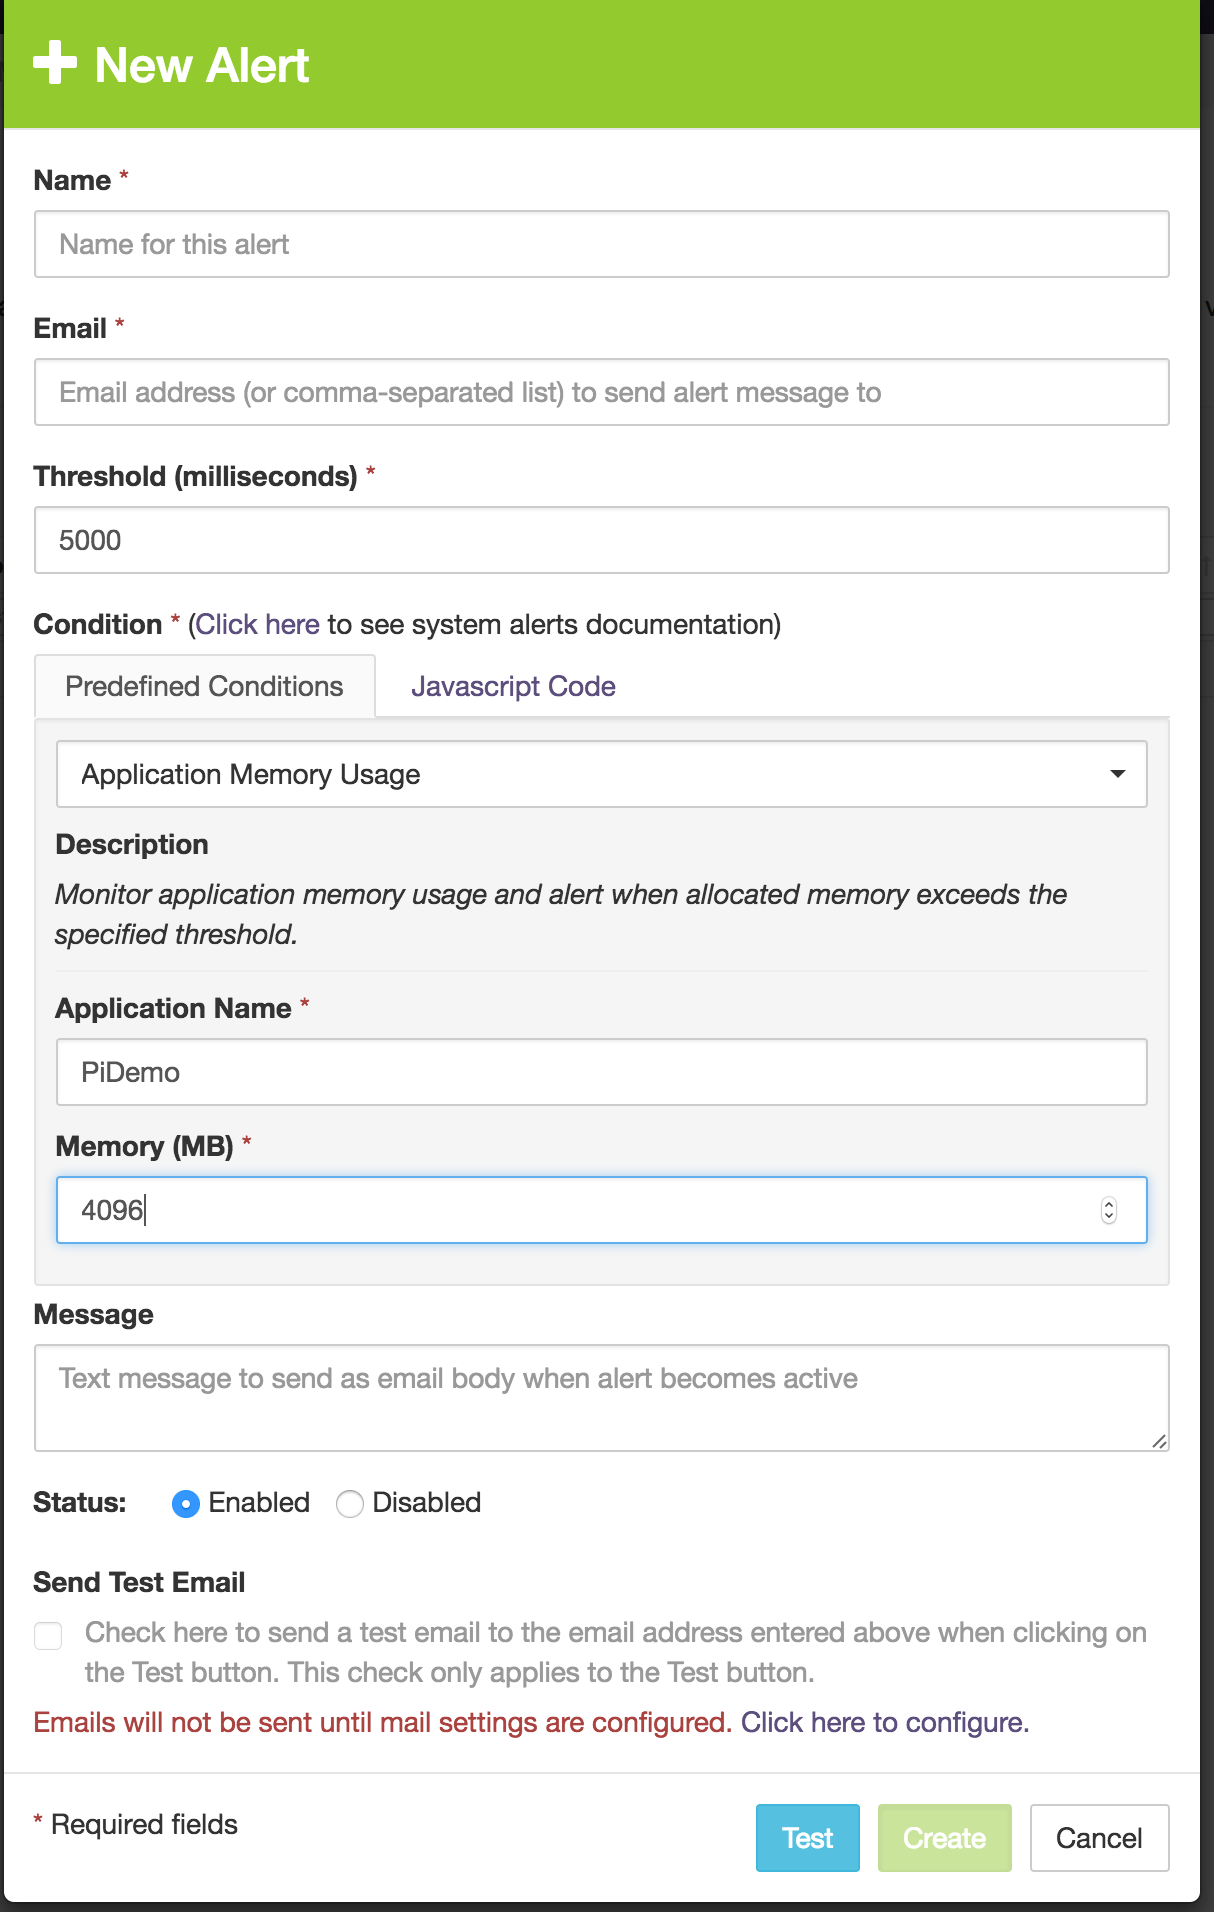 New Alert
Name *
Name for this alert
Email *
Email address (or comma-separated list) to send alert message to
Threshold (milliseconds) *
5000
Condition * (Click here to see system alerts documentation)
Predefined Conditions Javascript Code
Application Memory Usage
Description
Monitor application memory usage and alert when allocated memory exceeds the
specified threshold.
Application Name *
PiDemo
Memory (MB) *
4096
Message
Text message to send as email body when alert becomes active
Status: Enabled Disabled
Send Test Email
Check here to send a test email to the email address entered above when clicking on
the Test button. This check only applies to the Test button.
Emails will not be sent until mail settings are configured. Click here to configure.
* Required fields
Test Create Cancel